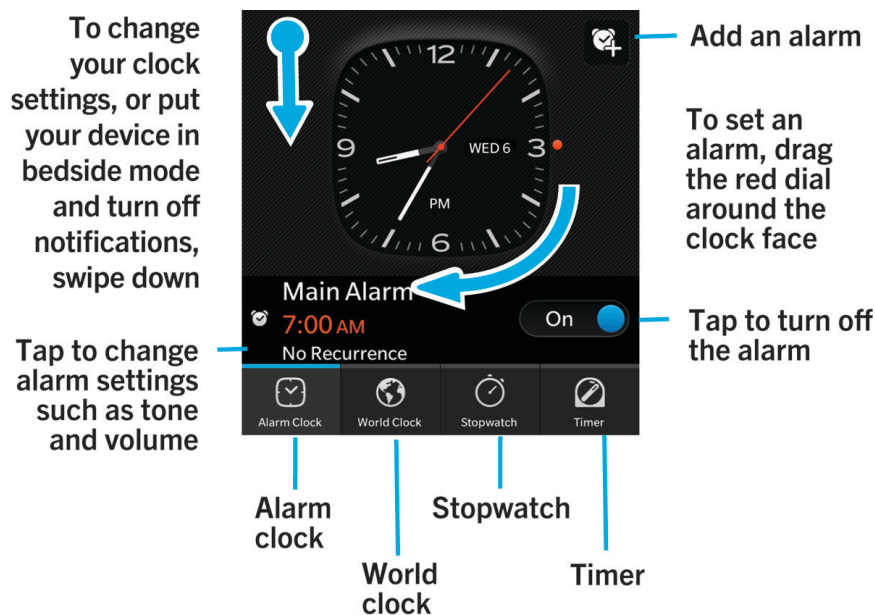 To change
your clock
settings, or put
your device in
bedside mode
and turn off
notifications,
swipe down
Tap to change
alarm settings
such as tone
and volume
12
9
WED 6
3
PM
6
Main Alarm
7:00 AM
No Recurrence
On
Alarm Clock
World Clock
Stopwatch
Timer
Add an alarm
To set an
alarm, drag
the red dial
around the
clock face
Tap to turn off
the alarm
Alarm
clock
World
clock
Stopwatch
Timer